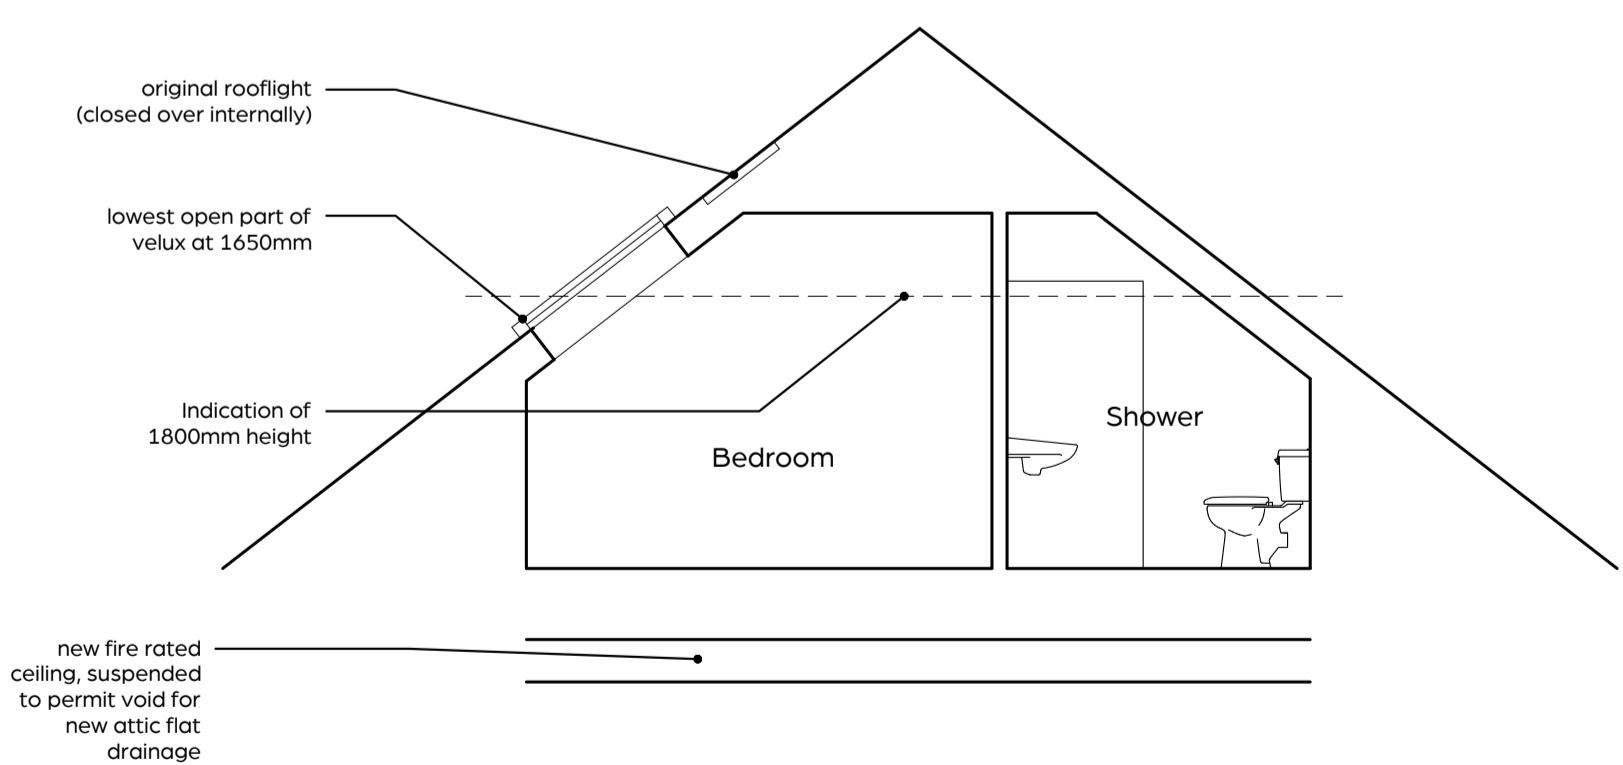 original rooflight
(closed over internally)
lowest open part of
velux at 1650mm
Indication of
1800mm height
Bedroom
Shower
new fire rated
ceiling, suspended
to permit void for
new attic flat
drainage